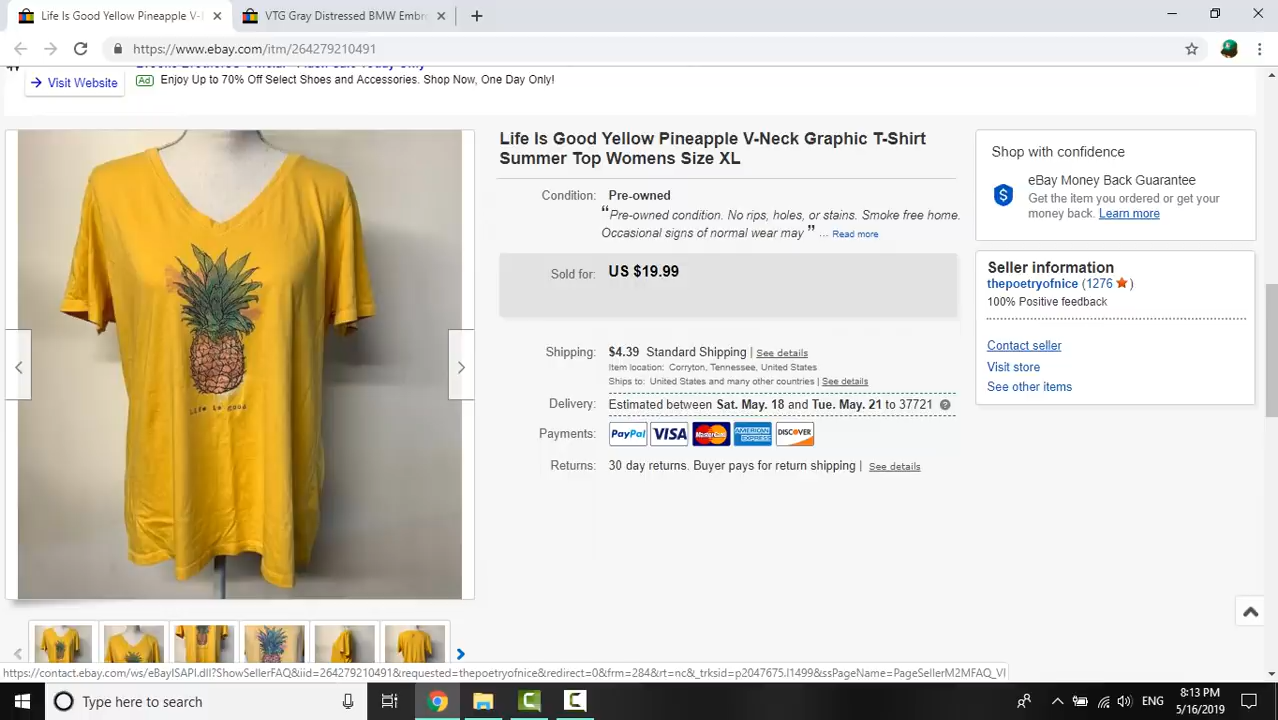 Life Is Good Yellow Pineapple V-N
VTG Gray Distressed BMW Embro
https://www.ebay.com/itm/264279210491
Visit Website
Ad
Enjoy Up to 70% Off Select Shoes and Accessories. Shop Now, One Day Only!
Life Is Good Yellow Pineapple V-Neck Graphic T-Shirt
Summer Top Womens Size XL
Condition: Pre-owned
“Pre-owned condition. No rips, holes, or stains. Smoke free home.
Occasional signs of normal wear may ” ... Read more
Sold for: US $19.99
Shipping: $4.39 Standard Shipping | See details
Item location: Corryton, Tennessee, United States
Ships to: United States and many other countries | See details
Delivery: Estimated between Sat. May. 18 and Tue. May. 21 to 37721 ?
Payments: PayPal VISA MasterCard AMERICAN EXPRESS DISCOVER
Returns: 30 day returns. Buyer pays for return shipping | See details
Shop with confidence
eBay Money Back Guarantee
Get the item you ordered or get your
money back. Learn more
Seller information
thepoetryofnice (1276 )
100% Positive feedback
Contact seller
Visit store
See other items
Life is good
https://contact.ebay.com/ws/eBayISAPI.dll?ShowSellerFAQ&iid=264279210491&requested=thepoetryofnice&redirect=0&frm=284&rt=nc&_trksid=p2047675.l1499&ssPageName=PageSellerM2MFAQ_VI
Type here to search
ENG
8:13 PM
5/16/2019